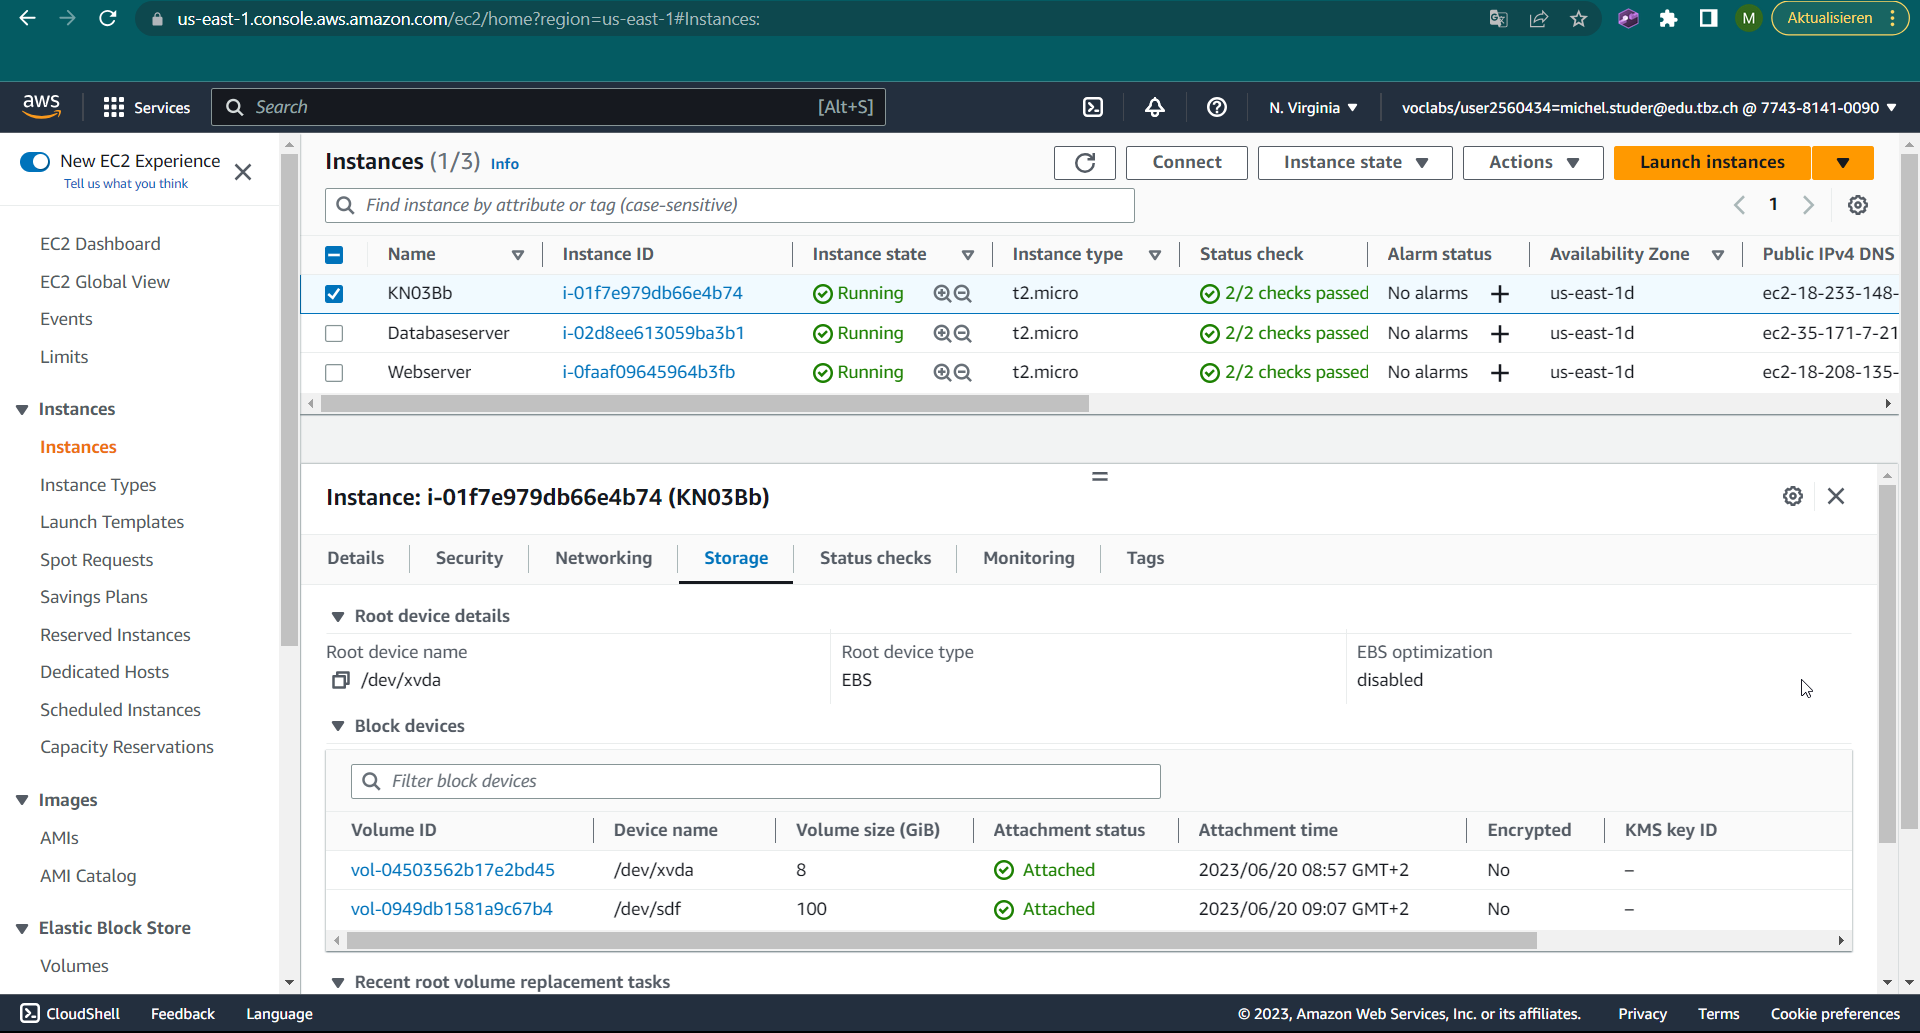 us-east-1.console.aws.amazon.com/ec2/home?region=us-east-1#Instances:
M
Aktualisieren
aws
Services
Search
[Alt+S]
N. Virginia
voclabs/user2560434=michel.studer@edu.tbz.ch @ 7743-8141-0090
New EC2 Experience
Tell us what you think
EC2 Dashboard
EC2 Global View
Events
Limits
Instances
Instances
Instance Types
Launch Templates
Spot Requests
Savings Plans
Reserved Instances
Dedicated Hosts
Scheduled Instances
Capacity Reservations
Images
AMIs
AMI Catalog
Elastic Block Store
Volumes
Instances (1/3) Info
Connect
Instance state
Actions
Launch instances
Find instance by attribute or tag (case-sensitive)
1
Name Instance ID Instance state Instance type Status check Alarm status Availability Zone Public IPv4 DNS
KN03Bb i-01f7e979db66e4b74 Running t2.micro 2/2 checks passed No alarms us-east-1d ec2-18-233-148-
Databaseserver i-02d8ee613059ba3b1 Running t2.micro 2/2 checks passed No alarms us-east-1d ec2-35-171-7-21
Webserver i-0faaf09645964b3fb Running t2.micro 2/2 checks passed No alarms us-east-1d ec2-18-208-135-
Instance: i-01f7e979db66e4b74 (KN03Bb)
Details Security Networking Storage Status checks Monitoring Tags
Root device details
Root device name Root device type EBS optimization
/dev/xvda EBS disabled
Block devices
Filter block devices
Volume ID Device name Volume size (GiB) Attachment status Attachment time Encrypted KMS key ID
vol-04503562b17e2bd45 /dev/xvda 8 Attached 2023/06/20 08:57 GMT+2 No –
vol-0949db1581a9c67b4 /dev/sdf 100 Attached 2023/06/20 09:07 GMT+2 No –
Recent root volume replacement tasks
CloudShell Feedback Language © 2023, Amazon Web Services, Inc. or its affiliates. Privacy Terms Cookie preferences